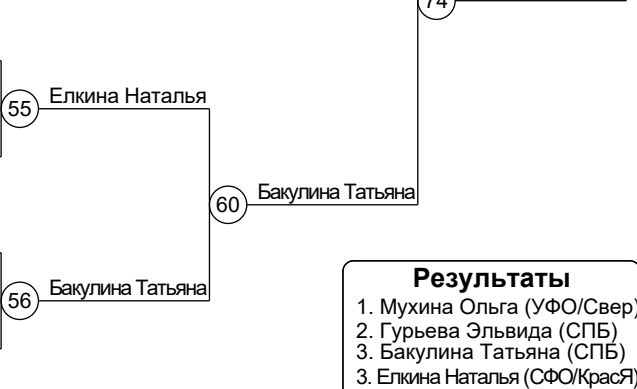 74
55
Елкина Наталья
60
Бакулина Татьяна
56
Бакулина Татьяна
Результаты
1. Мухина Ольга (УФО/Свер)
2. Гурьева Эльвида (СПБ)
3. Бакулина Татьяна (СПБ)
3. Елкина Наталья (СФО/КрасЯ)